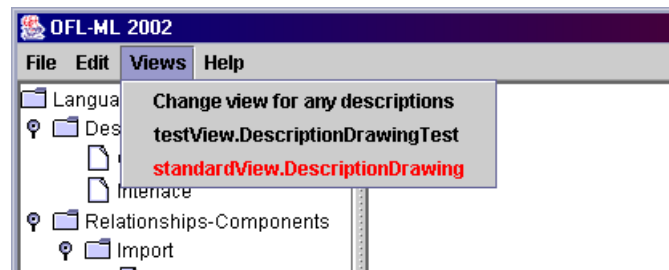 OFL-ML 2002
File Edit Views Help
Langua
Change view for any descriptions
Des
testView.DescriptionDrawingTest
standardView.DescriptionDrawing
Interface
Relationships-Components
Import